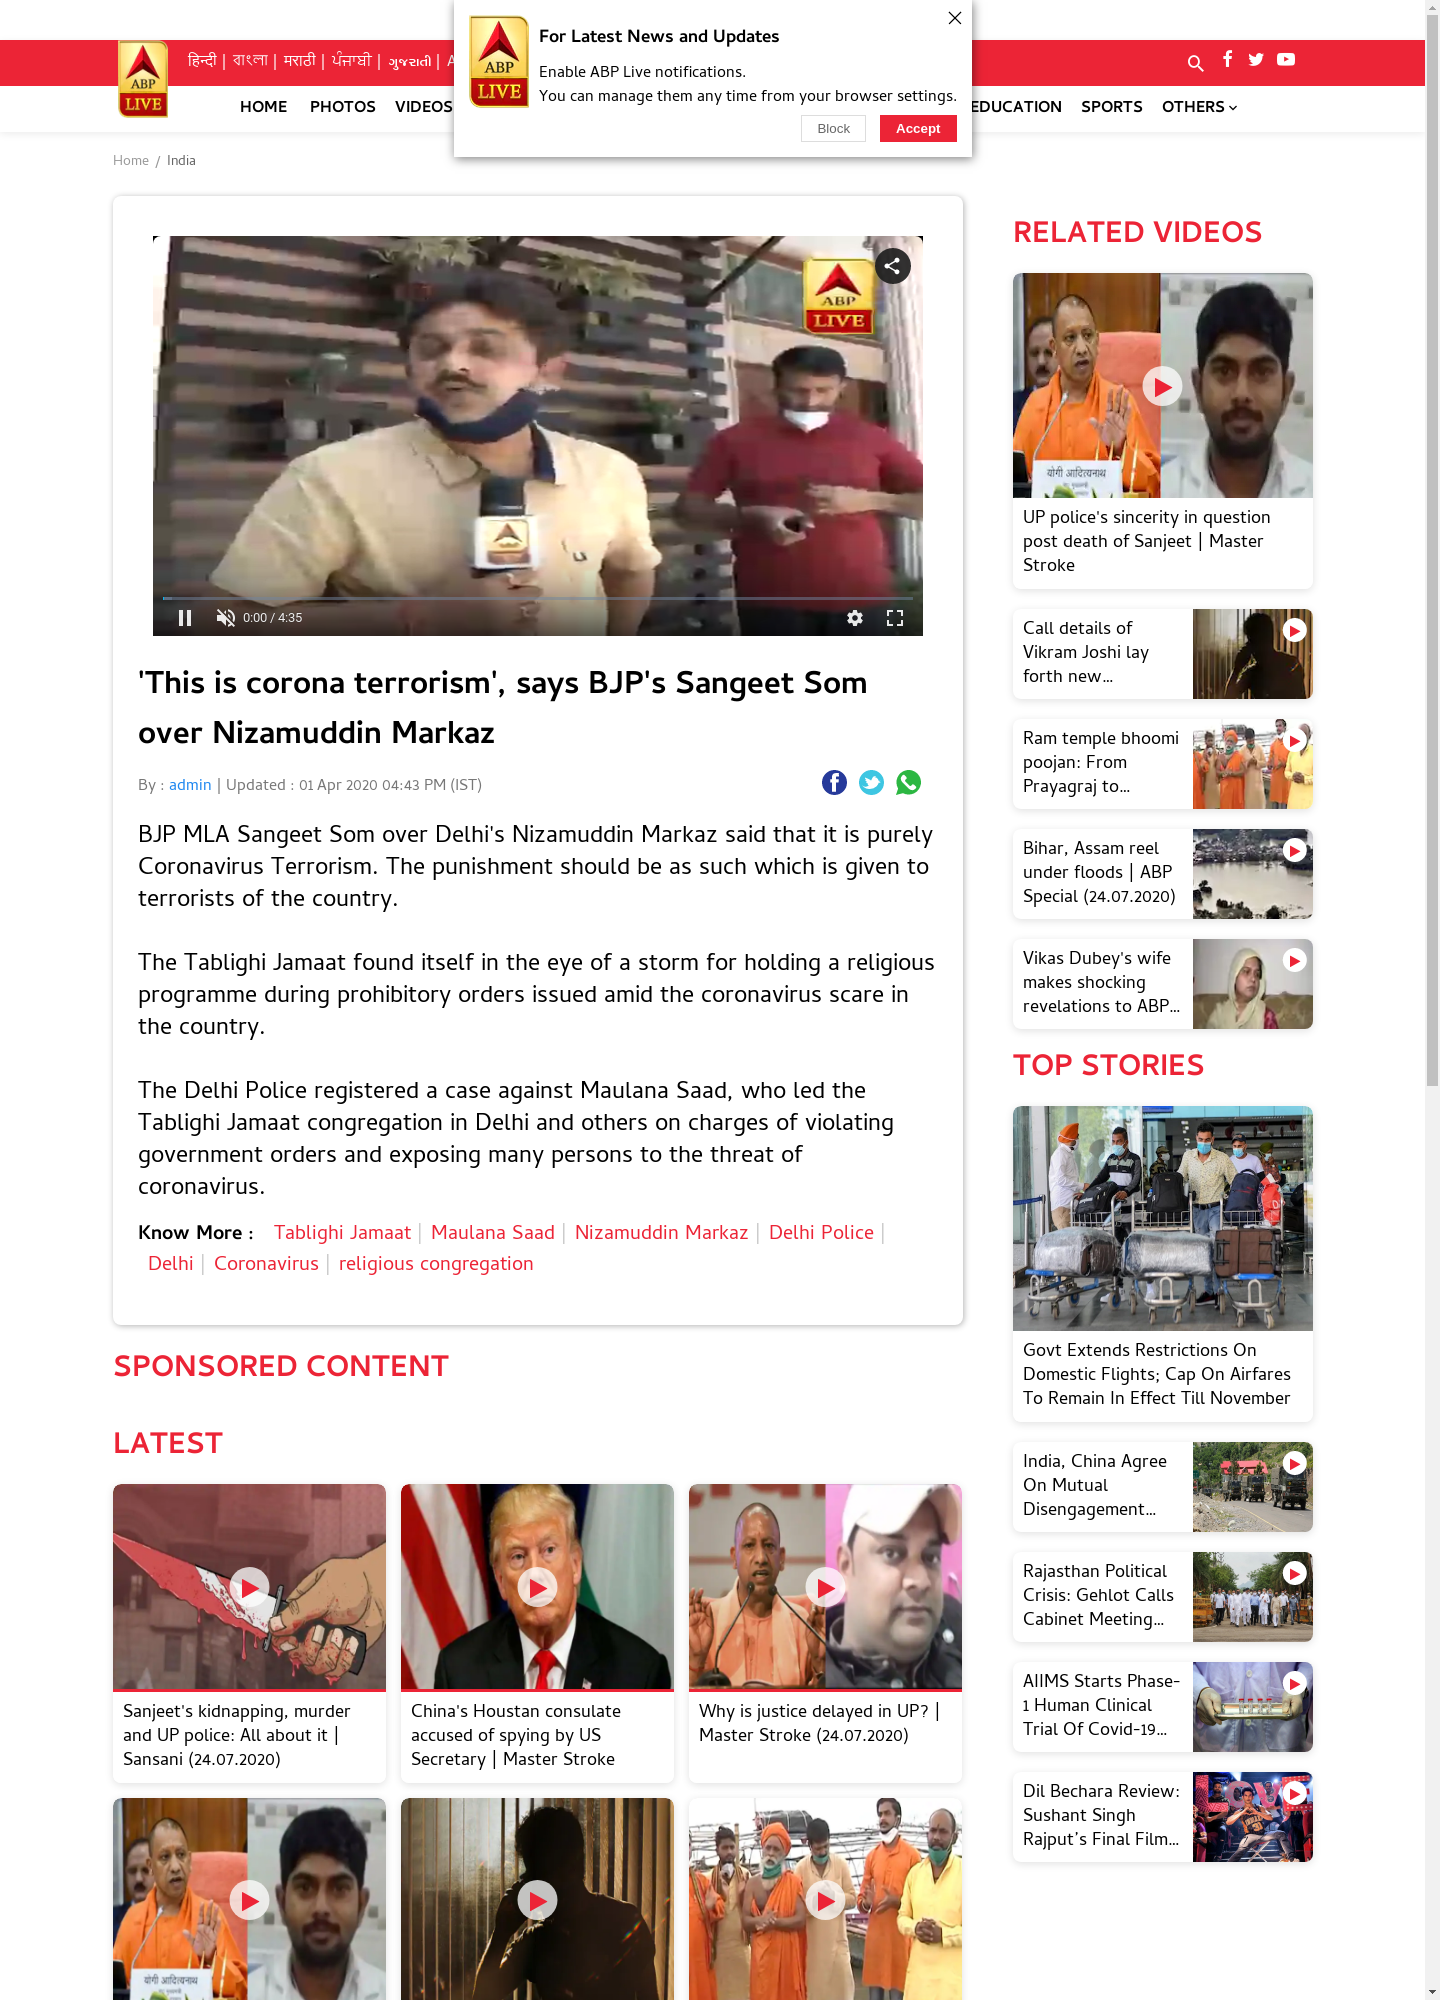 For Latest News and Updates
Enable ABP Live notifications.
You can manage them any time from your browser settings.
Block
Accept
ABP
LIVE
ABP
LIVE
हिन्दी | বাংলা | मराठी | ਪੰਜਾਬੀ | ગુજરાતી |
HOME PHOTOS VIDEOS EDUCATION SPORTS OTHERS
Home / India
ABP
LIVE
0:00 / 4:35
'This is corona terrorism', says BJP's Sangeet Som
over Nizamuddin Markaz
By : admin | Updated : 01 Apr 2020 04:43 PM (IST)
BJP MLA Sangeet Som over Delhi's Nizamuddin Markaz said that it is purely
Coronavirus Terrorism. The punishment should be as such which is given to
terrorists of the country.
The Tablighi Jamaat found itself in the eye of a storm for holding a religious
programme during prohibitory orders issued amid the coronavirus scare in
the country.
The Delhi Police registered a case against Maulana Saad, who led the
Tablighi Jamaat congregation in Delhi and others on charges of violating
government orders and exposing many persons to the threat of
coronavirus.
Know More : Tablighi Jamaat | Maulana Saad | Nizamuddin Markaz | Delhi Police |
Delhi | Coronavirus | religious congregation
SPONSORED CONTENT
LATEST
Sanjeet's kidnapping, murder
and UP police: All about it |
Sansani (24.07.2020)
China's Houstan consulate
accused of spying by US
Secretary | Master Stroke
Why is justice delayed in UP? |
Master Stroke (24.07.2020)
योगी आदित्यनाथ
RELATED VIDEOS
योगी आदित्यनाथ
UP police's sincerity in question
post death of Sanjeet | Master
Stroke
Call details of
Vikram Joshi lay
forth new...
Ram temple bhoomi
poojan: From
Prayagraj to...
Bihar, Assam reel
under floods | ABP
Special (24.07.2020)
Vikas Dubey's wife
makes shocking
revelations to ABP...
TOP STORIES
Govt Extends Restrictions On
Domestic Flights; Cap On Airfares
To Remain In Effect Till November
India, China Agree
On Mutual
Disengagement...
Rajasthan Political
Crisis: Gehlot Calls
Cabinet Meeting...
AIIMS Starts Phase-
1 Human Clinical
Trial Of Covid-19...
Dil Bechara Review:
Sushant Singh
Rajput's Final Film...